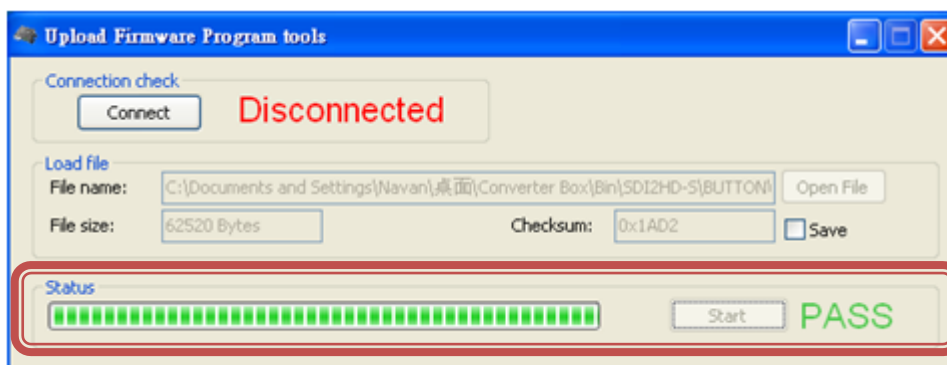 Upload Firmware Program tools
Connection check
Connect Disconnected
Load file
File name: C:\Documents and Settings\Navan\桌面\Converter Box\Bin\SDI2HD-S\BUTTON\ Open File
File size: 62520 Bytes Checksum: 0x1AD2 Save
Status
Start PASS